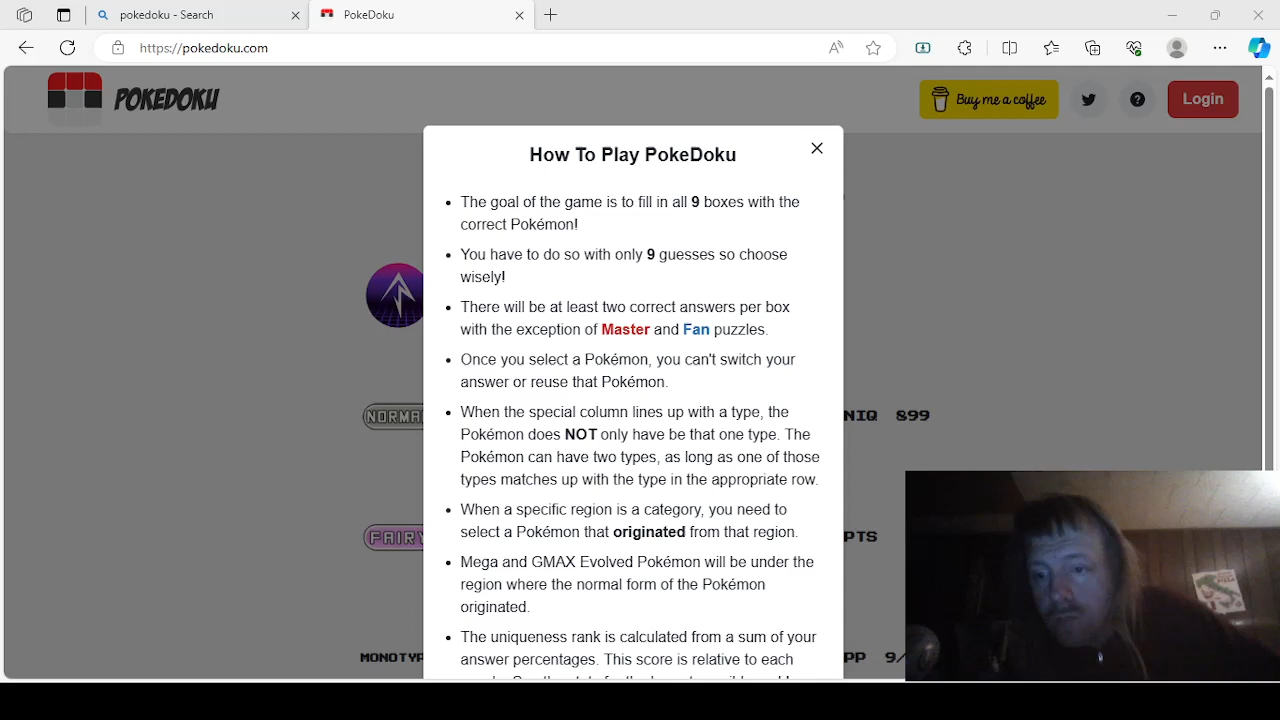 pokedoku - Search
PokeDoku
https://pokedoku.com
POKEDOKU
Buy me a coffee
Login
How To Play PokeDoku
The goal of the game is to fill in all 9 boxes with the
correct Pokémon!
You have to do so with only 9 guesses so choose
wisely!
There will be at least two correct answers per box
with the exception of Master and Fan puzzles.
Once you select a Pokémon, you can't switch your
answer or reuse that Pokémon.
When the special column lines up with a type, the
Pokémon does NOT only have be that one type. The
Pokémon can have two types, as long as one of those
types matches up with the type in the appropriate row.
When a specific region is a category, you need to
select a Pokémon that originated from that region.
Mega and GMAX Evolved Pokémon will be under the
region where the normal form of the Pokémon
originated.
The uniqueness rank is calculated from a sum of your
answer percentages. This score is relative to each
NORMA
NIQ 899
FAIRY
PTS
MONOTY
PP 9/